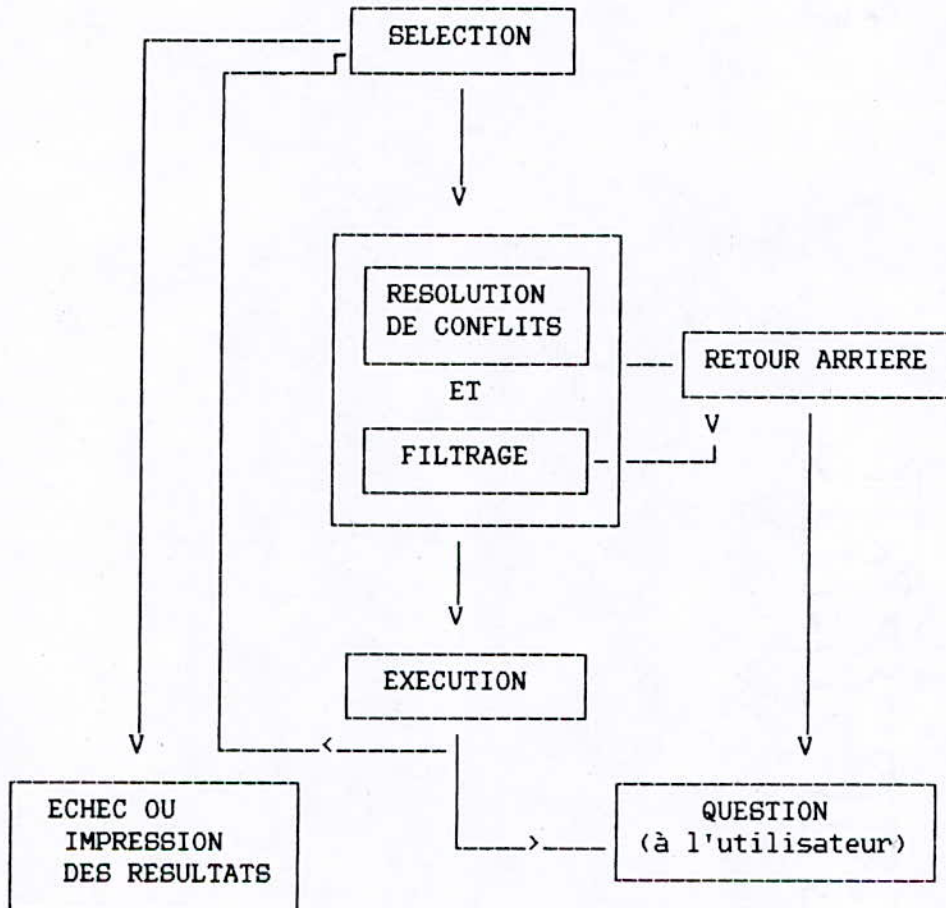 SELECTION
RESOLUTION
DE CONFLITS
ET
FILTRAGE
RETOUR ARRIERE
EXECUTION
ECHEC OU
IMPRESSION
DES RESULTATS
QUESTION
(à l'utilisateur)